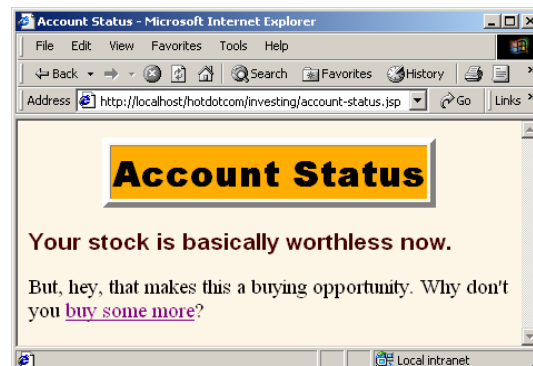 Account Status - Microsoft Internet Explorer
File Edit View Favorites Tools Help
Back Search Favorites History
Address http://localhost/hotdotcom/investing/account-status.jsp Go Links »
Account Status
Your stock is basically worthless now.
But, hey, that makes this a buying opportunity. Why don't
you buy some more?
Local intranet